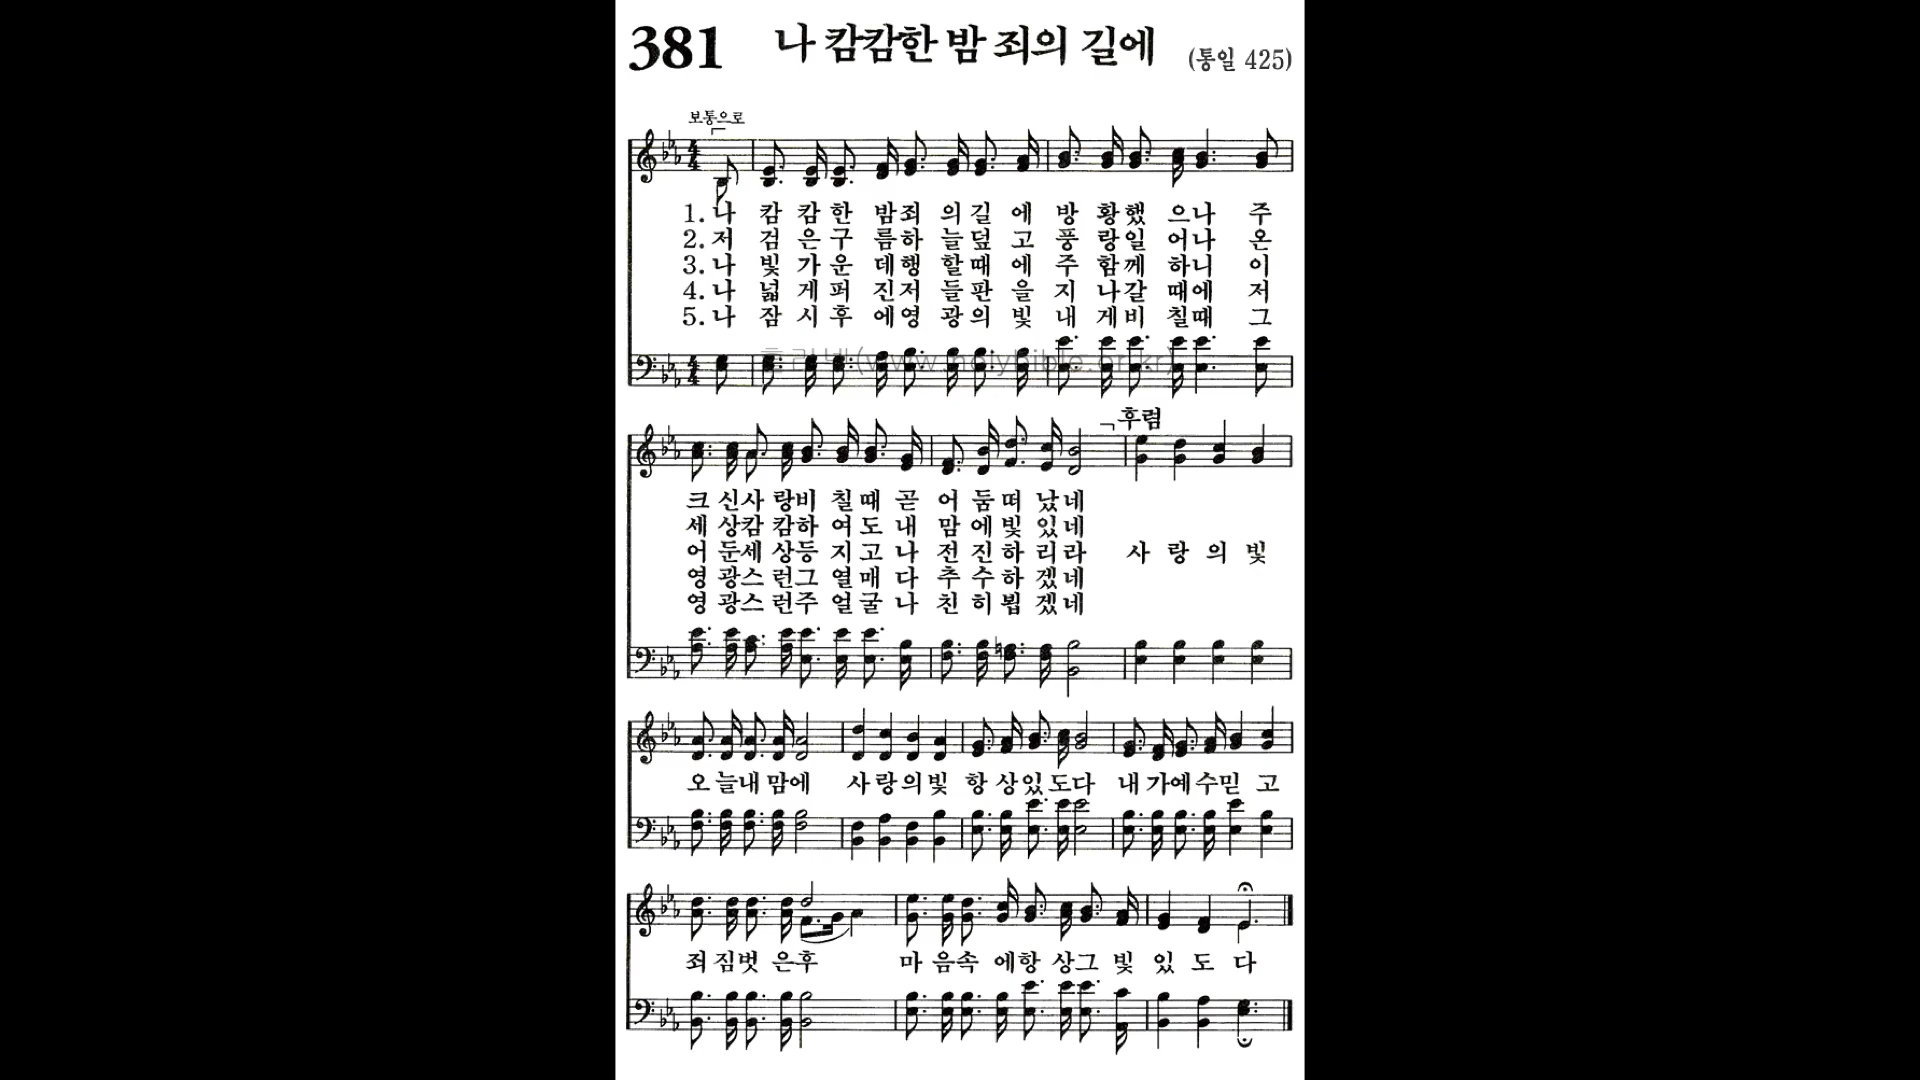 381 나 캄캄한 밤 죄의 길에 (통일 425)
보통으로
1. 나 캄 캄 한 밤죄 의길 에 방 황했 으나 주
2. 저 검 은구 름하 늘덮 고 풍 랑일 어나 온
3. 나 빛 가운 데행 할때 에 주 함께 하니 이
4. 나 넓 게퍼 진저 들판 을 지 나갈 때에 저
5. 나 잠 시후 에영 광의 빛 내 게비 칠때 그
(www.holybible.or.kr)
후렴
크 신사 랑비 칠때 곧 어 둠떠 났네
세 상캄 캄하 여도 내 맘 에빛 있네
어 둔세 상등 지고 나 전 진하 리라 사 랑 의 빛
영 광스 런그 열매 다 추 수하 겠네
영 광스 런주 얼굴 나 친 히뵙 겠네
오 늘내 맘에 사 랑의빛 항 상있 도다 내 가예 수믿 고
죄 짐벗 은후 마 음속 에항 상그 빛 있 도 다